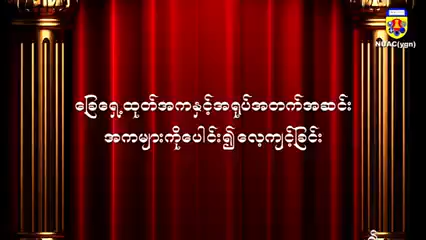 NUAC(ygn)
ခြေရှေ့ထုတ်အကနှင့်အရုပ်အတက်အဆင်း
အကများကိုပေါင်း၍လေ့ကျင့်ခြင်း